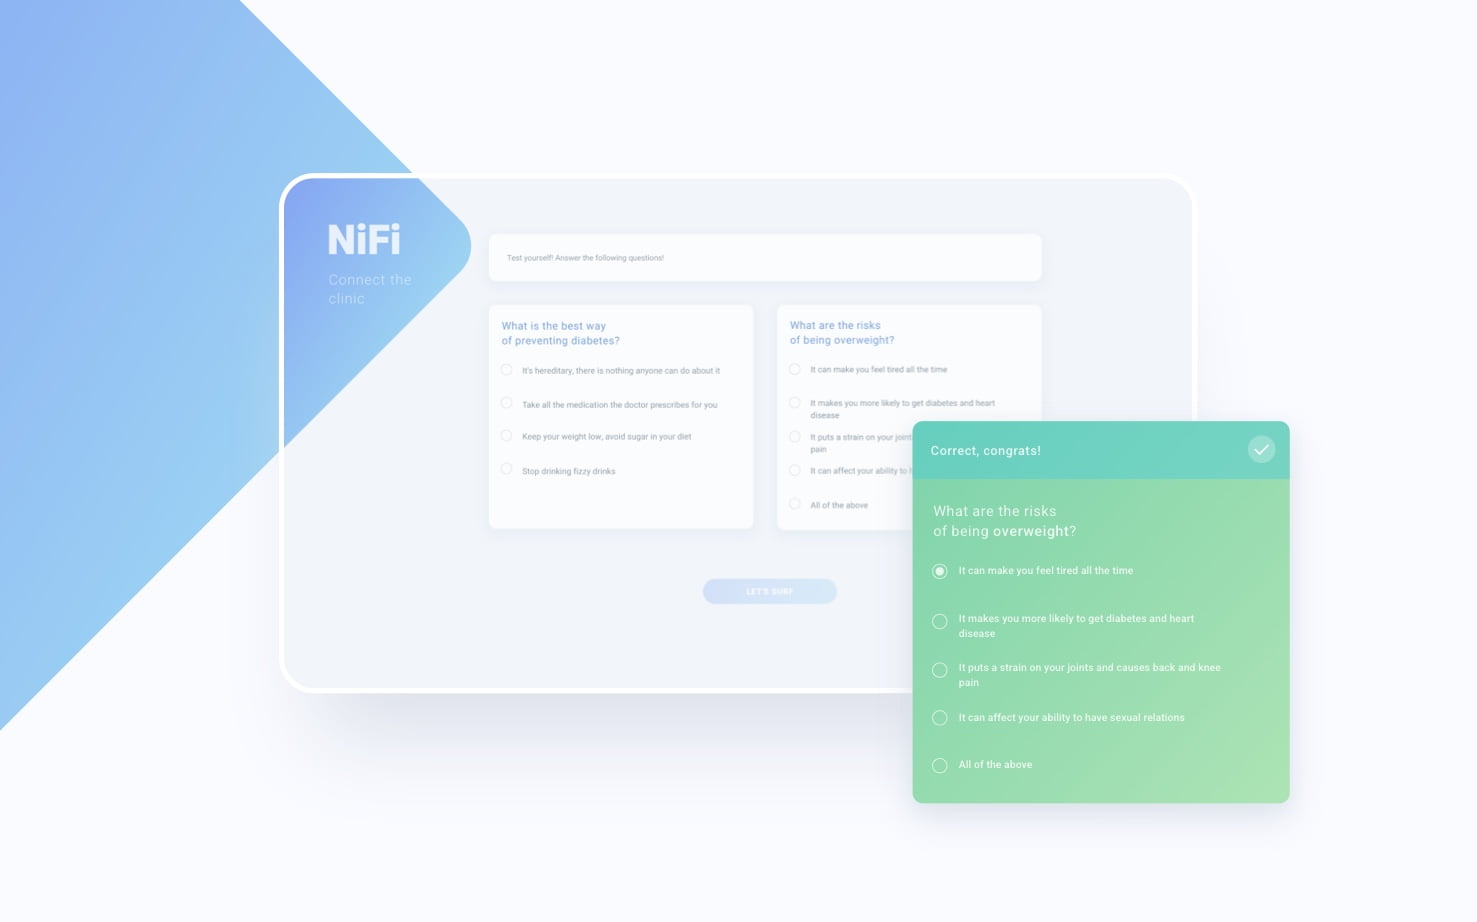 NiFi
Connect the
clinic
Test yourself! Answer the following questions!
What is the best way
of preventing diabetes?
It's hereditary, there is nothing anyone can do about it
Take all the medication the doctor prescribes for you
Keep your weight low, avoid sugar in your diet
Stop drinking fizzy drinks
What are the risks
of being overweight?
It can make you feel tired all the time
It makes you more likely to get diabetes and heart
disease
It puts a strain on your joint
pain
It can affect your ability to
All of the above
LET'S SURF
Correct, congrats!
What are the risks
of being overweight?
It can make you feel tired all the time
It makes you more likely to get diabetes and heart
disease
It puts a strain on your joints and causes back and knee
pain
It can affect your ability to have sexual relations
All of the above